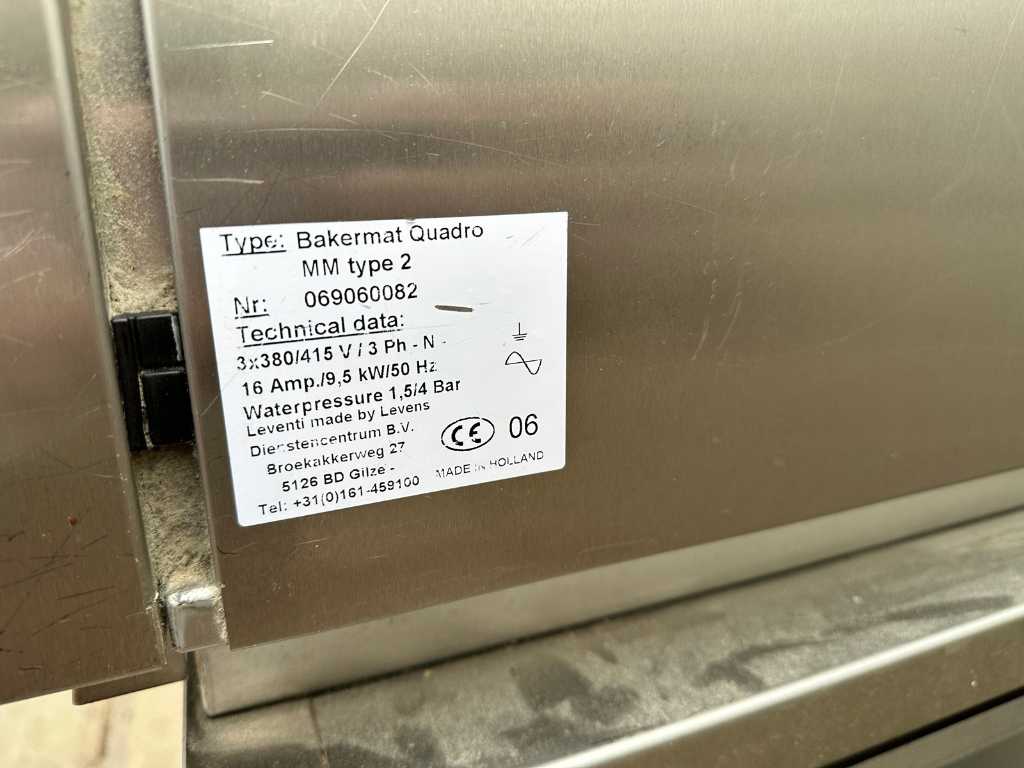 Type: Bakermat Quadro
MM type 2
Nr: 069060082
Technical data:
3x380/415 V / 3 Ph - N -
16 Amp./9,5 kW/50 Hz
Waterpressure 1,5/4 Bar
Leventi made by Levens
Dienstencentrum B.V.
Broekakkerweg 27
5126 BD Gilze -
Tel: +31(0)161-459100
CE 06
MADE IN HOLLAND